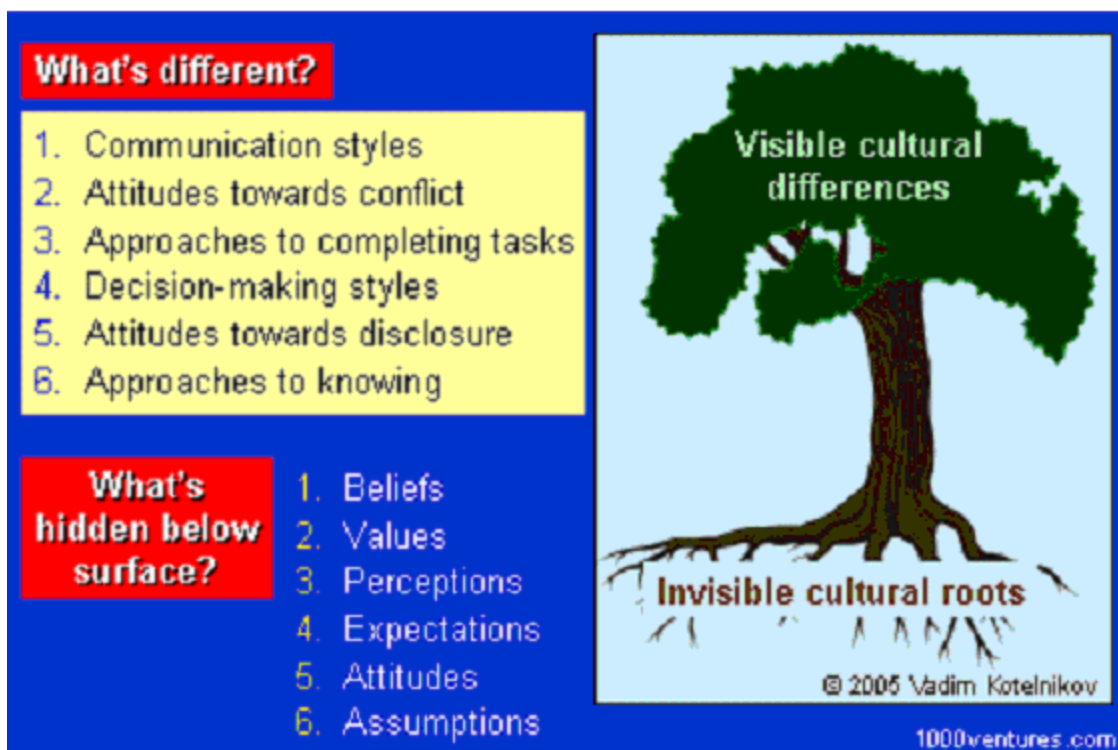 What's different?
1. Communication styles
2. Attitudes towards conflict
3. Approaches to completing tasks
4. Decision-making styles
5. Attitudes towards disclosure
6. Approaches to knowing
What's
hidden below
surface?
1. Beliefs
2. Values
3. Perceptions
4. Expectations
5. Attitudes
6. Assumptions
Visible cultural
differences
Invisible cultural roots
© 2005 Vadim Kotelnikov
1000ventures.com